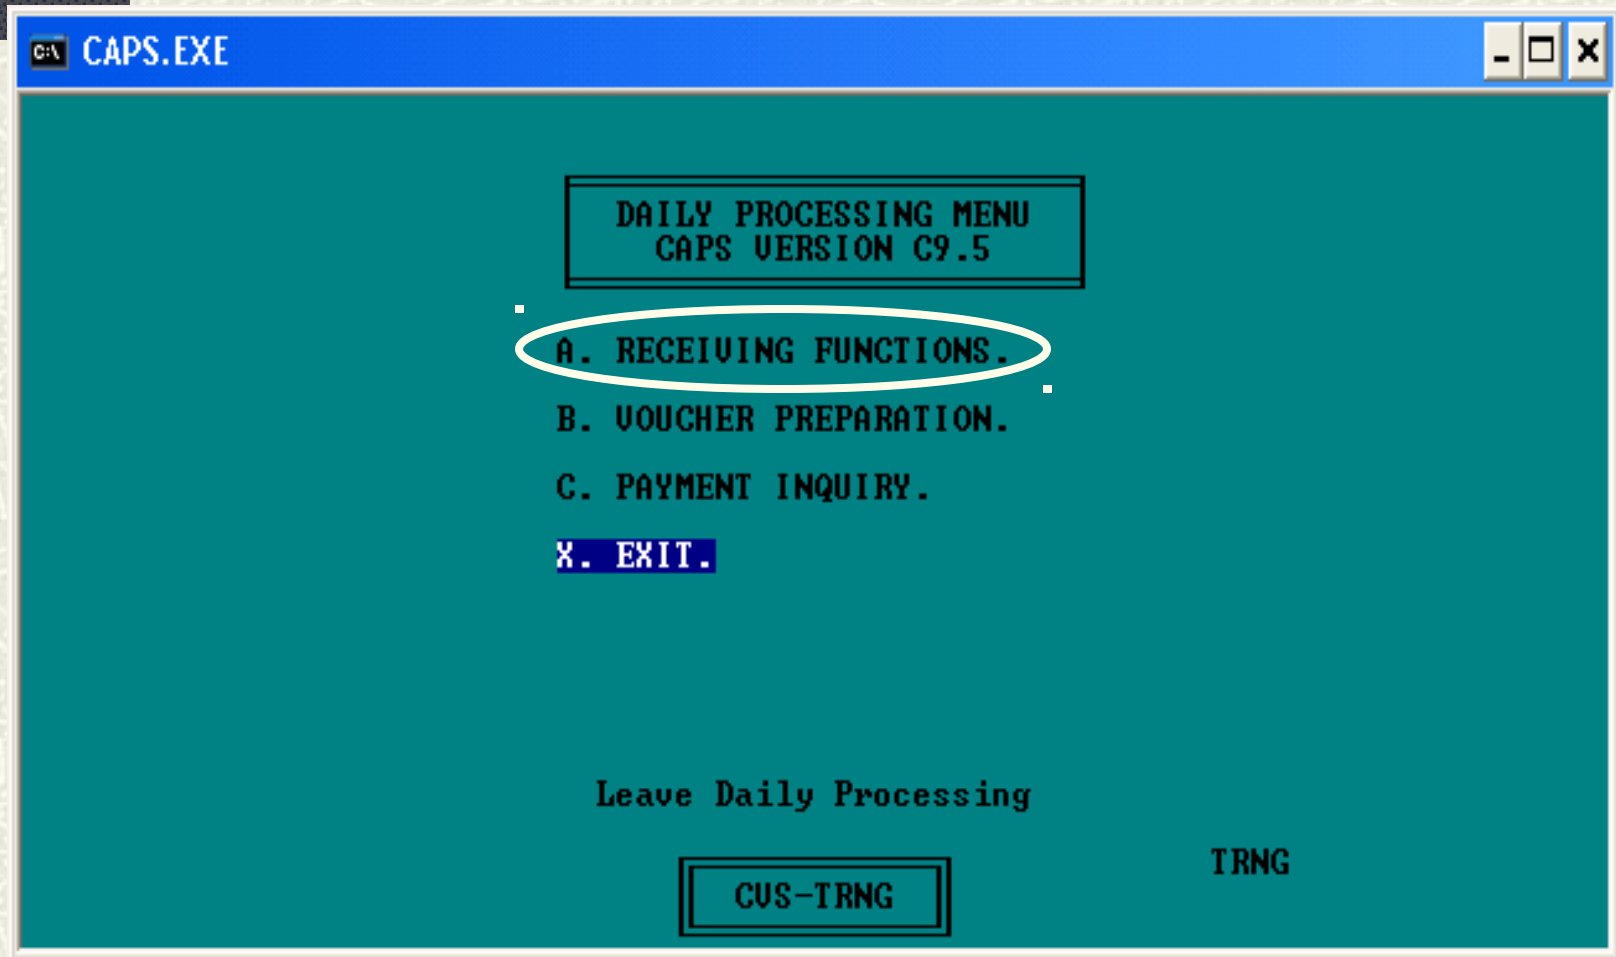 C:\ CAPS.EXE
DAILY PROCESSING MENU
CAPS VERSION C9.5
A. RECEIVING FUNCTIONS.
B. VOUCHER PREPARATION.
C. PAYMENT INQUIRY.
X. EXIT.
Leave Daily Processing
TRNG
CVS-TRNG